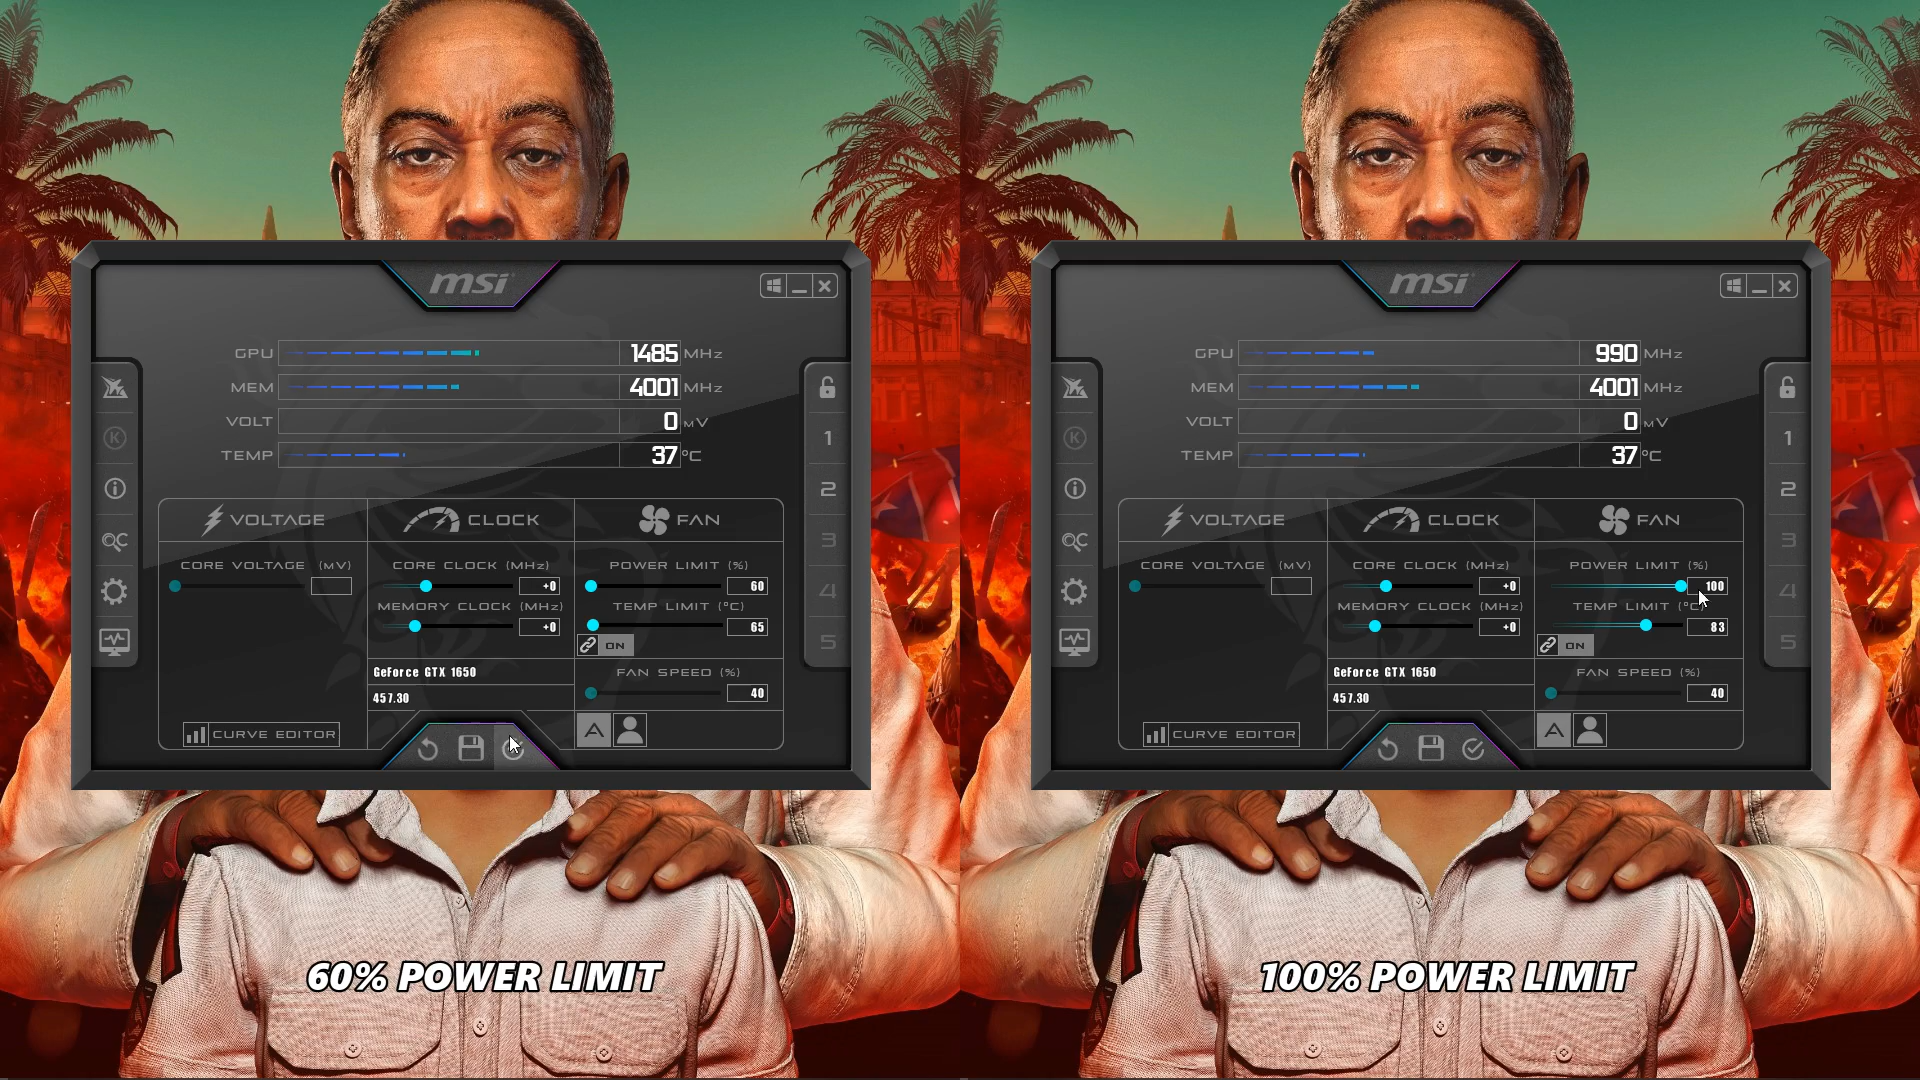 msi
GPU 1485 MHz
MEM 4001 MHz
VOLT 0 mV
TEMP 37 °C
K
i
OC
1
2
3
4
5
VOLTAGE CLOCK FAN
CORE VOLTAGE (MV) CORE CLOCK (MHz) +0 POWER LIMIT (%) 60
MEMORY CLOCK (MHz) +0 TEMP LIMIT (°C) 65
ON
GeForce GTX 1650 FAN SPEED (%) 40
457.30
CURVE EDITOR A
60% POWER LIMIT
msi
GPU 990 MHz
MEM 4001 MHz
VOLT 0 mV
TEMP 37 °C
K
i
OC
1
2
3
4
5
VOLTAGE CLOCK FAN
CORE VOLTAGE (MV) CORE CLOCK (MHz) +0 POWER LIMIT (%) 100
MEMORY CLOCK (MHz) +0 TEMP LIMIT (°C) 83
ON
GeForce GTX 1650 FAN SPEED (%) 40
457.30
CURVE EDITOR A
100% POWER LIMIT